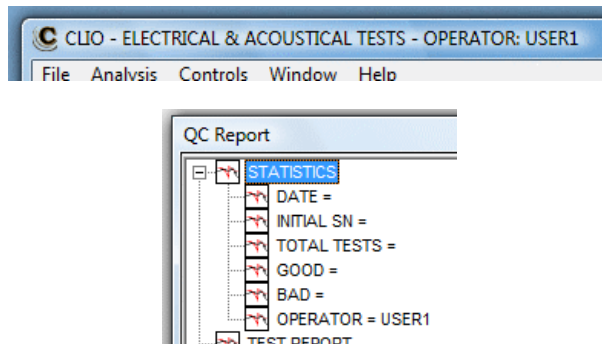 CLIO - ELECTRICAL & ACOUSTICAL TESTS - OPERATOR: USER1
File Analysis Controls Window Help
QC Report
STATISTICS
DATE =
INITIAL SN =
TOTAL TESTS =
GOOD =
BAD =
OPERATOR = USER1
TEST REPORT